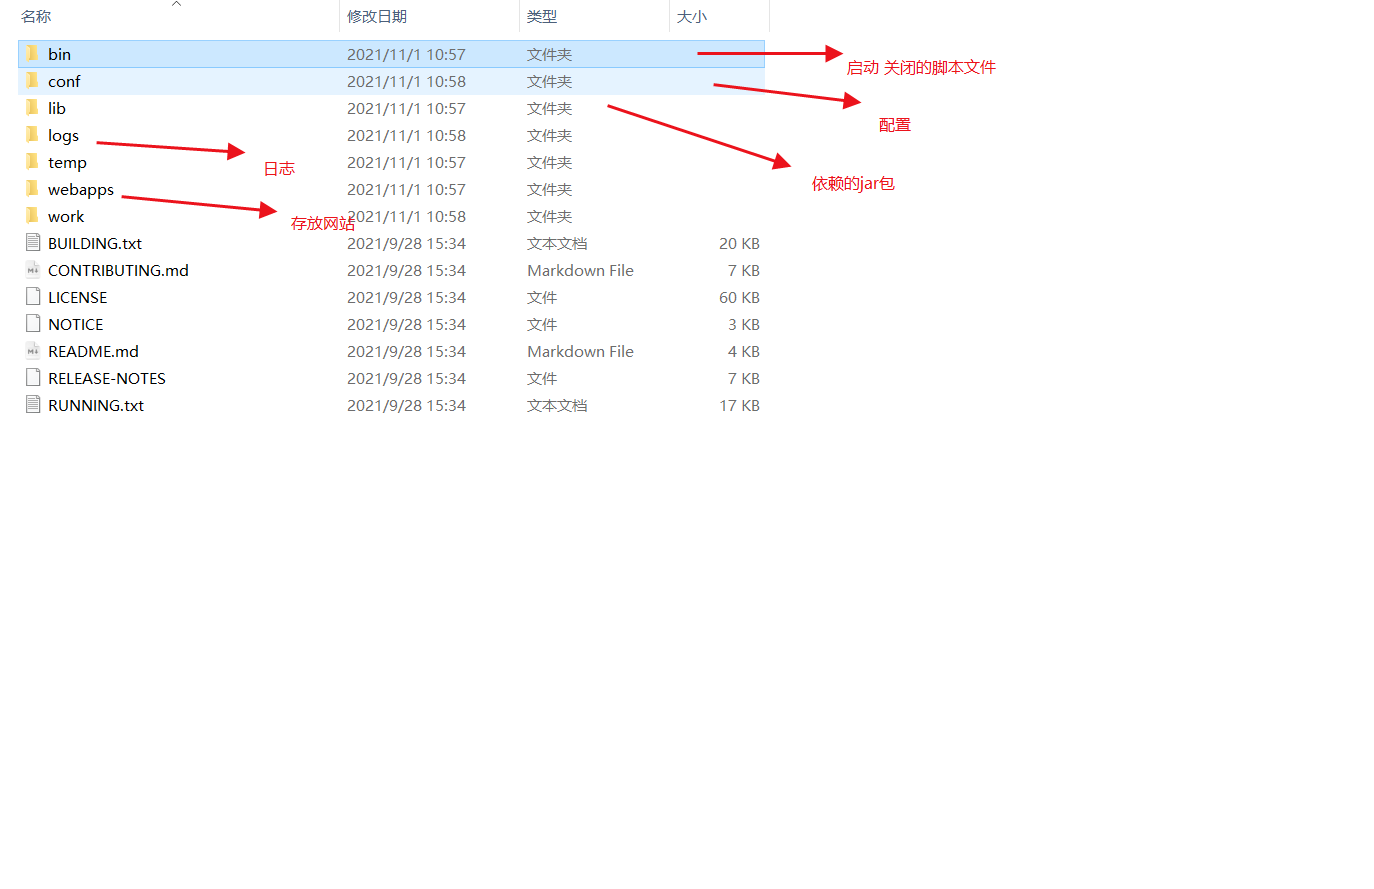 名称 修改日期 类型 大小
bin 2021/11/1 10:57 文件夹
启动 关闭的脚本文件
conf 2021/11/1 10:58 文件夹
配置
lib 2021/11/1 10:57 文件夹
依赖的jar包
logs 2021/11/1 10:58 文件夹
日志
temp 2021/11/1 10:57 文件夹
webapps 2021/11/1 10:57 文件夹
存放网站
work 2021/11/1 10:58 文件夹
BUILDING.txt 2021/9/28 15:34 文本文档 20 KB
CONTRIBUTING.md 2021/9/28 15:34 Markdown File 7 KB
LICENSE 2021/9/28 15:34 文件 60 KB
NOTICE 2021/9/28 15:34 文件 3 KB
README.md 2021/9/28 15:34 Markdown File 4 KB
RELEASE-NOTES 2021/9/28 15:34 文件 7 KB
RUNNING.txt 2021/9/28 15:34 文本文档 17 KB